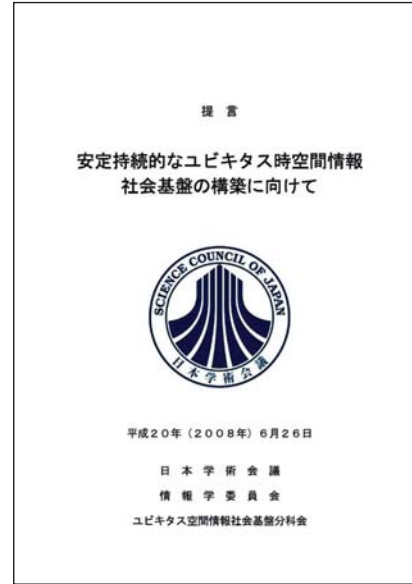 提 言
安定持続的なユビキタス時空間情報
社会基盤の構築に向けて
SCIENCE COUNCIL OF JAPAN
日本学術会議
平成20年(2008年)6月26日
日 本 学 術 会 議
情 報 学 委 員 会
ユビキタス空間情報社会基盤分科会